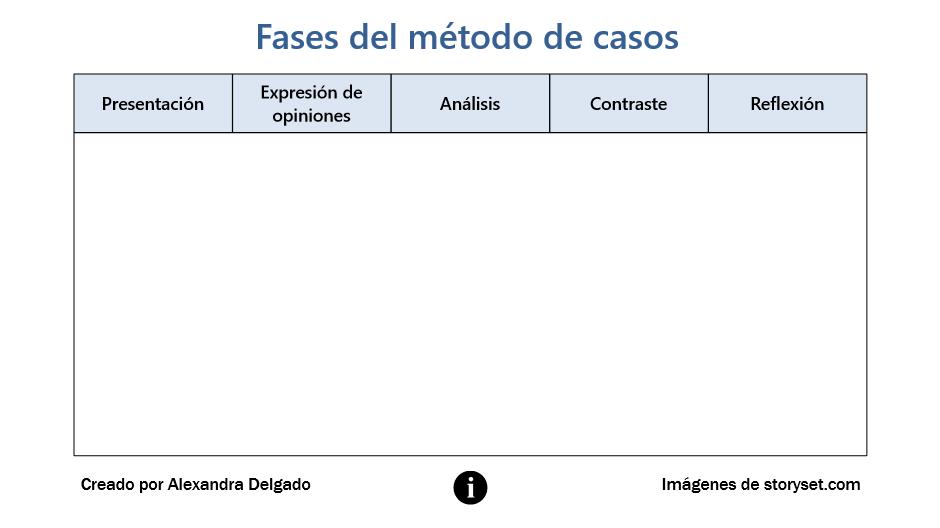 Fases del método de casos
Presentación
Expresión de
opiniones
Análisis
Contraste
Reflexión
Creado por Alexandra Delgado
i
Imágenes de storyset.com